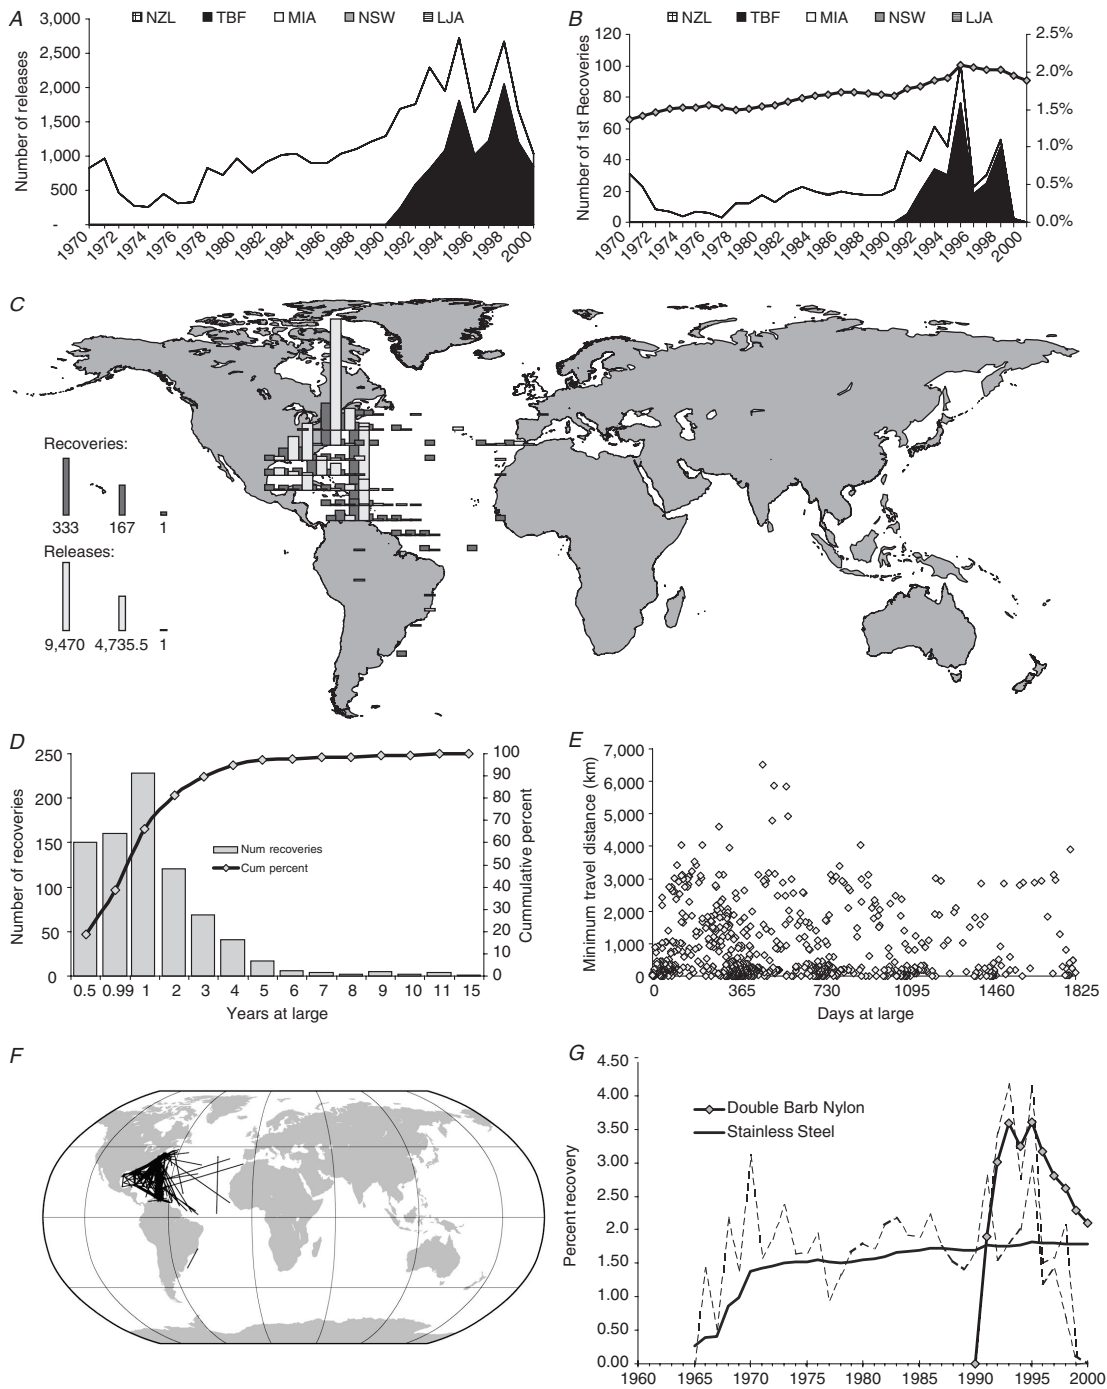 A
NZL TBF MIA NSW LJA
Number of releases
3,000
2,500
2,000
1,500
1,000
500
-
1970 1972 1974 1976 1978 1980 1982 1984 1986 1988 1990 1992 1994 1996 1998 2000
B
NZL TBF MIA NSW LJA
Number of 1st Recoveries
120
100
80
60
40
20
0
2.5%
2.0%
1.5%
1.0%
0.5%
0.0%
1970 1972 1974 1976 1978 1980 1982 1984 1986 1988 1990 1992 1994 1996 1998 2000
C
Recoveries:
333 167 1
Releases:
9,470 4,735.5 1
D
Number of recoveries
250
200
150
100
50
0
Num recoveries
Cum percent
100
90
80
70
60
50
40
30
20
10
0
Cummulative percent
0.5 0.99 1 2 3 4 5 6 7 8 9 10 11 15
Years at large
E
Minimum travel distance (km)
7,000
6,000
5,000
4,000
3,000
2,000
1,000
0
0 365 730 1095 1460 1825
Days at large
F
G
Percent recovery
4.50
4.00
3.50
3.00
2.50
2.00
1.50
1.00
0.50
0.00
Double Barb Nylon
Stainless Steel
1960 1965 1970 1975 1980 1985 1990 1995 2000